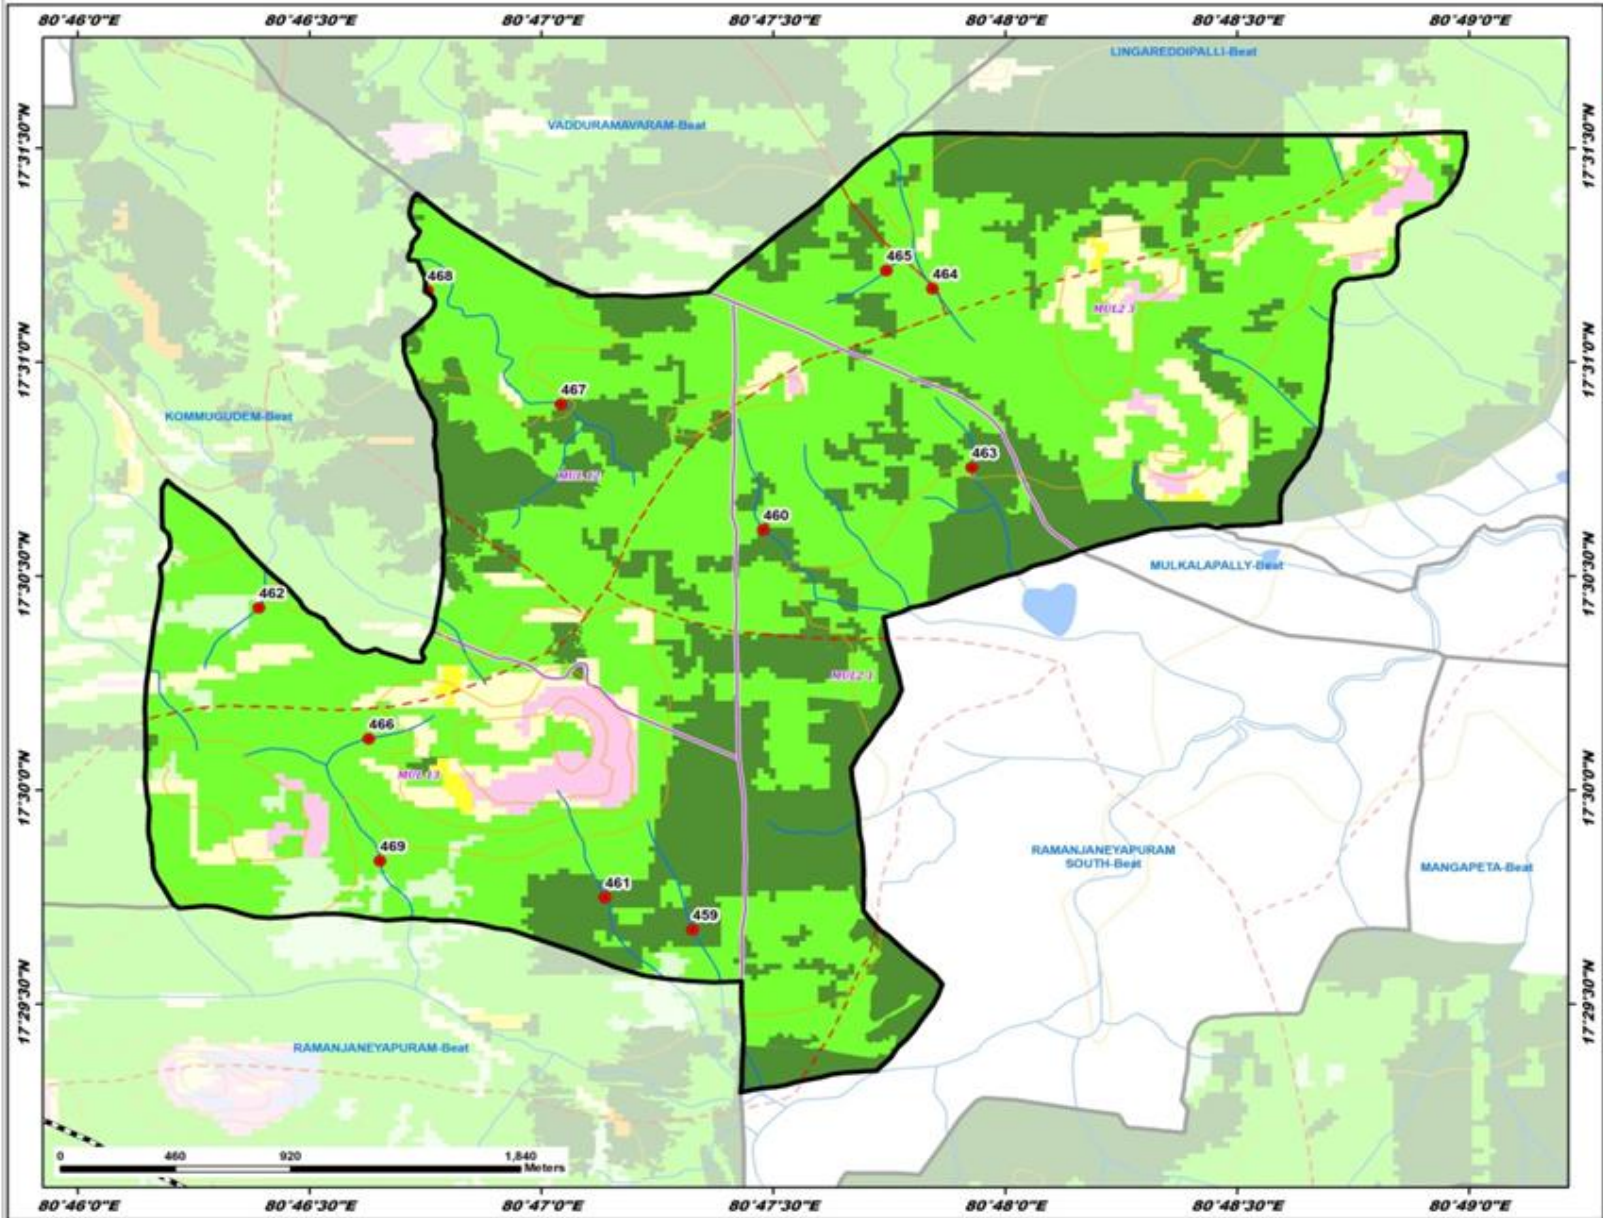 80°46'0"E 80°46'30"E 80°47'0"E 80°47'30"E 80°48'0"E 80°48'30"E 80°49'0"E
LINGAREDDIPALLI-Beat
VADDURAMAVARAM-Beat
17°31'30"N 17°31'30"N
465
468 464
MUL2 3
17°31'0"N 17°31'0"N
467
KOMMUGUDEM-Beat
463
MUL 12
460
MULKALAPALLY-Beat
17°30'30"N 17°30'30"N
462
MUL2 1
466
MUL 13
17°30'0"N 17°30'0"N
469
RAMANJANEYAPURAM
SOUTH-Beat
MANGAPETA-Beat
461
459
17°29'30"N 17°29'30"N
RAMANJANEYAPURAM-Beat
0 460 920 1,840
Meters
80°46'0"E 80°46'30"E 80°47'0"E 80°47'30"E 80°48'0"E 80°48'30"E 80°49'0"E